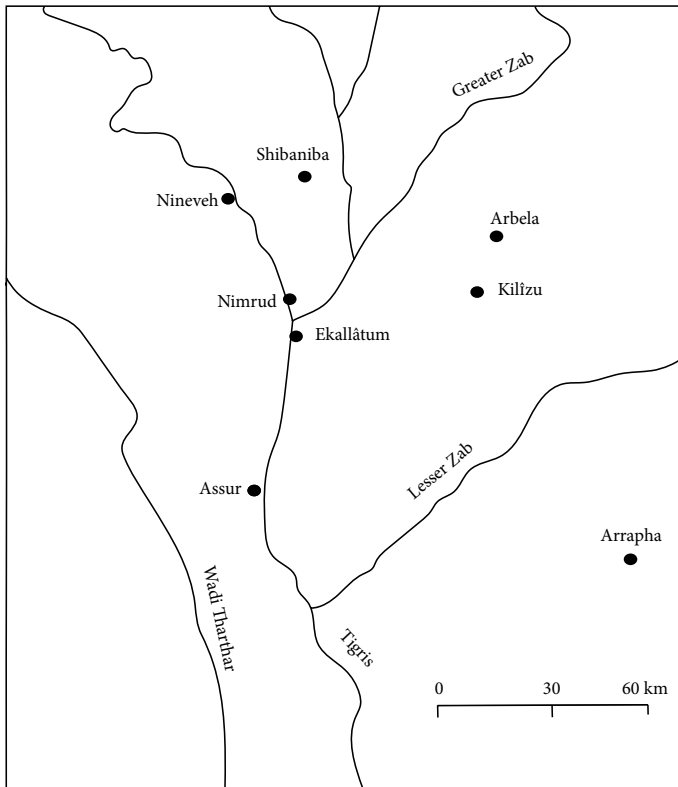 Greater Zab
Shibaniba
Nineveh
Arbela
Nimrud
Kilîzu
Ekallâtum
Lesser Zab
Assur
Arrapha
Wadi Tharthar
Tigris
0 30 60 km